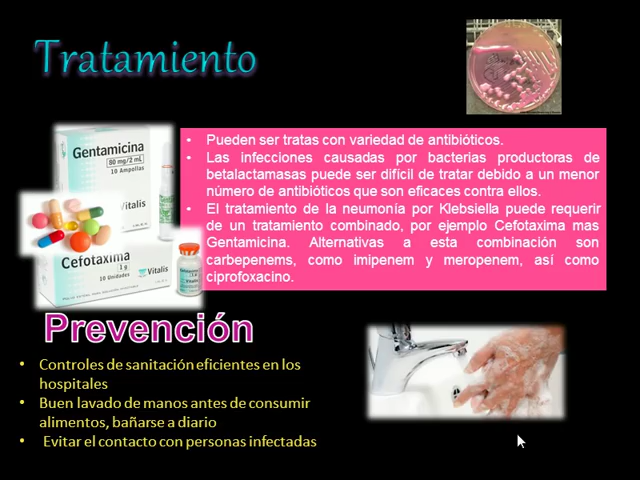 Tratamiento
Gentamicina
80 mg/2 mL
10 Ampollas
Vitalis
Cefotaxima
1 g
10 Unidades
Vitalis
• Pueden ser tratas con variedad de antibióticos.
• Las infecciones causadas por bacterias productoras de
betalactamasas puede ser difícil de tratar debido a un menor
número de antibióticos que son eficaces contra ellos.
• El tratamiento de la neumonía por Klebsiella puede requerir
de un tratamiento combinado, por ejemplo Cefotaxima mas
Gentamicina. Alternativas a esta combinación son
carbepenems, como imipenem y meropenem, así como
ciprofoxacino.
Prevención
• Controles de sanitación eficientes en los
hospitales
• Buen lavado de manos antes de consumir
alimentos, bañarse a diario
• Evitar el contacto con personas infectadas